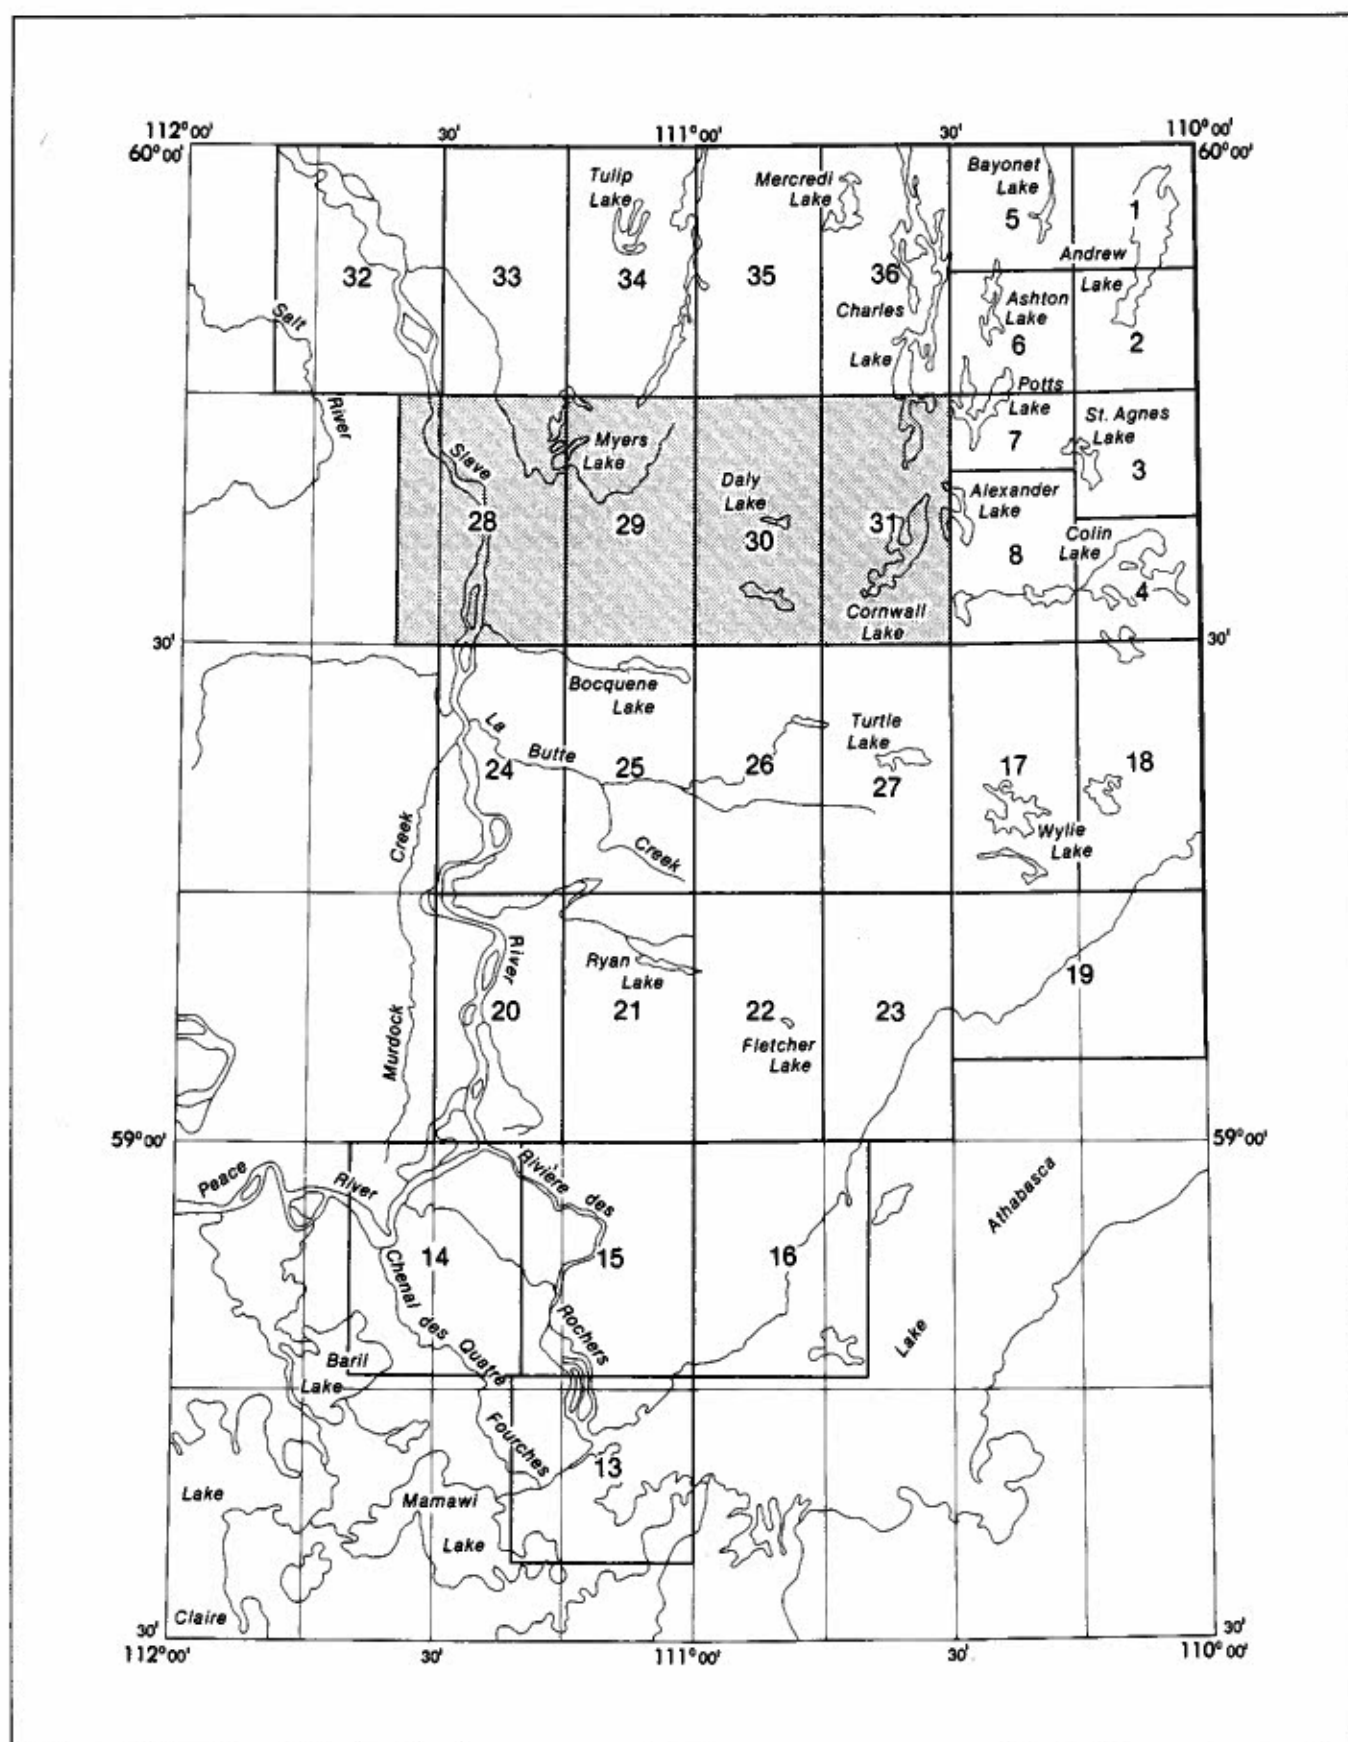 112°00'
30'
111°00'
30'
110°00'
60°00'
60°00'
Tulip
Lake
Mercredi
Lake
Bayonet
Lake
5
1
Andrew
Lake
32
33
34
35
36
Charles
Lake
Ashton
Lake
6
2
Salt
River
Potts
Lake
7
St. Agnes
Lake
3
Slave
Myers
Lake
Daly
Lake
Alexander
Lake
28
29
30
31
8
Colin
Lake
4
Cornwall
Lake
30'
30'
Bocquene
Lake
La
Butte
Creek
Turtle
Lake
24
25
26
27
17
18
Wylie
Lake
Creek
Murdock
River
Ryan
Lake
19
20
21
22
23
Fletcher
Lake
59°00'
59°00'
Peace
River
Rivière des
Rochers
Athabasca
Lake
14
15
16
Chenal des Quatre
Fourches
Baril
Lake
13
Lake
Claire
Mamawi
Lake
30'
30'
112°00'
30'
111°00'
30'
110°00'